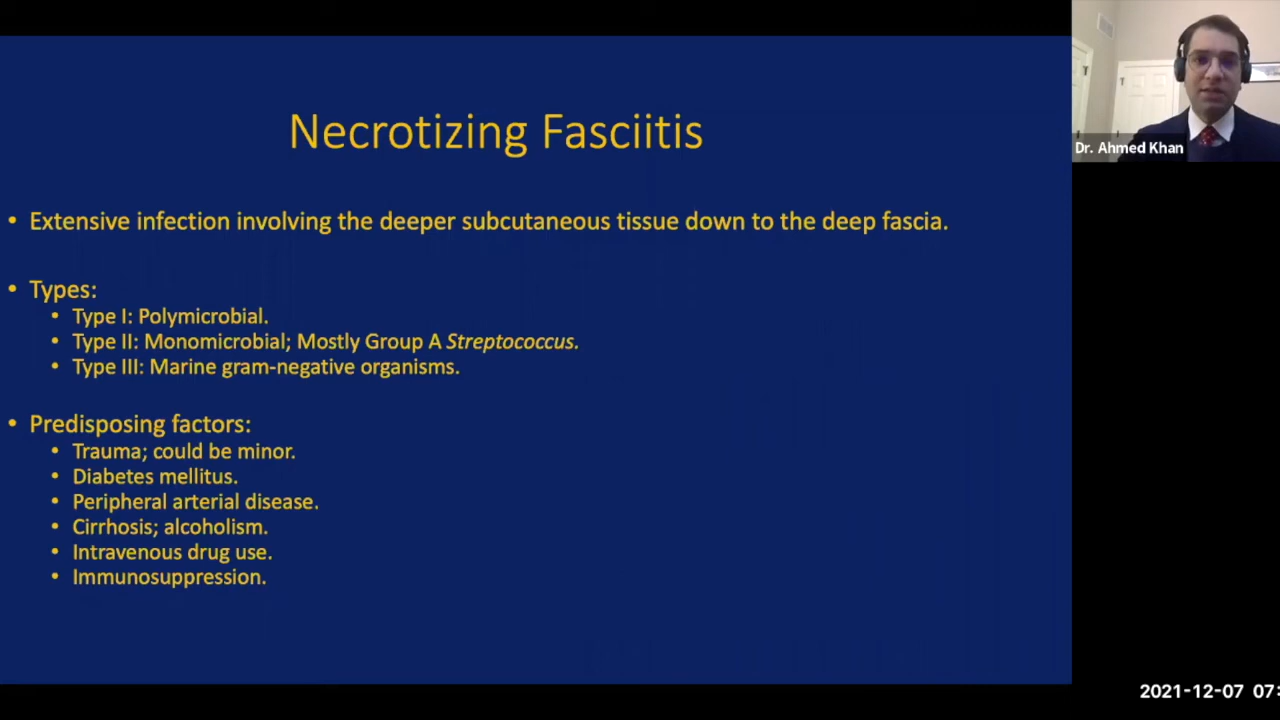 Necrotizing Fasciitis
• Extensive infection involving the deeper subcutaneous tissue down to the deep fascia.
• Types:
• Type I: Polymicrobial.
• Type II: Monomicrobial; Mostly Group A Streptococcus.
• Type III: Marine gram-negative organisms.
• Predisposing factors:
• Trauma; could be minor.
• Diabetes mellitus.
• Peripheral arterial disease.
• Cirrhosis; alcoholism.
• Intravenous drug use.
• Immunosuppression.
Dr. Ahmed Khan
2021-12-07 07: